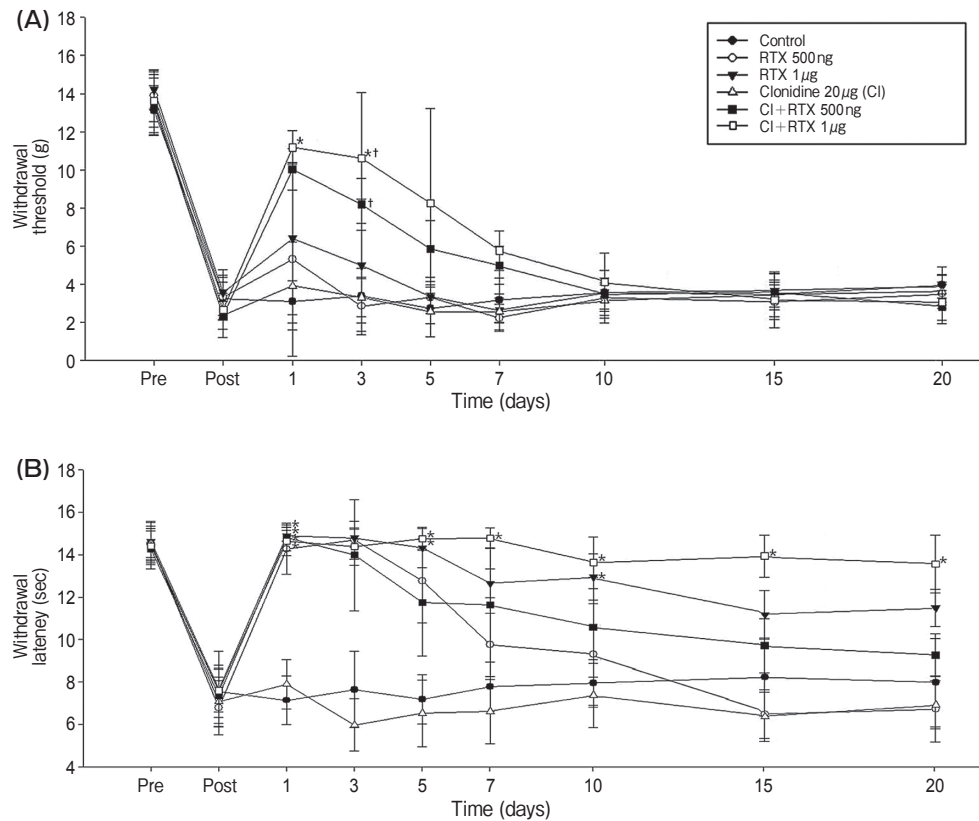 (A)
18
16
14
12
10
8
6
4
2
0
Withdrawal
threshold (g)
Control
RTX 500ng
RTX 1μg
Clonidine 20μg (Cl)
Cl+RTX 500ng
Cl+RTX 1μg
*
*†
†
Pre Post 1 3 5 7 10 15 20
Time (days)
(B)
18
16
14
12
10
8
6
4
Withdrawal
lateney (sec)
*
*
*
*
*
*
*
*
*
*
*
Pre Post 1 3 5 7 10 15 20
Time (days)